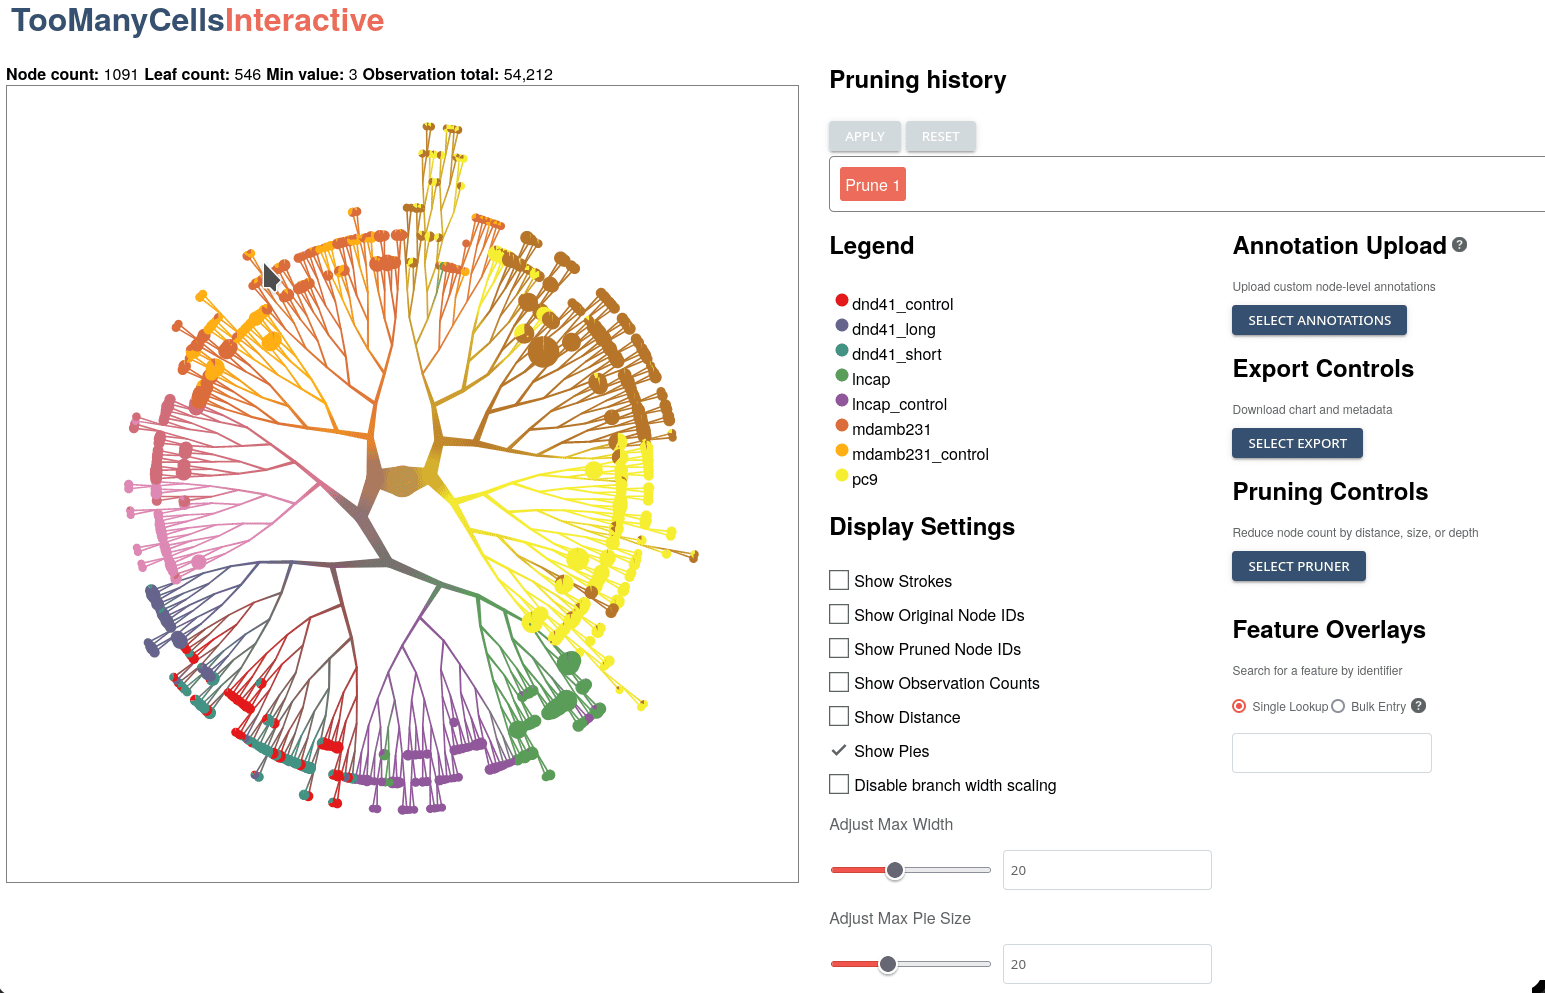 TooManyCellsInteractive
Node count: 1091 Leaf count: 546 Min value: 3 Observation total: 54,212
Pruning history
APPLY RESET
Prune 1
Legend
dnd41_control
dnd41_long
dnd41_short
lncap
lncap_control
mdamb231
mdamb231_control
pc9
Display Settings
Show Strokes
Show Original Node IDs
Show Pruned Node IDs
Show Observation Counts
Show Distance
Show Pies
Disable branch width scaling
Adjust Max Width
20
Adjust Max Pie Size
20
Annotation Upload ?
Upload custom node-level annotations
SELECT ANNOTATIONS
Export Controls
Download chart and metadata
SELECT EXPORT
Pruning Controls
Reduce node count by distance, size, or depth
SELECT PRUNER
Feature Overlays
Search for a feature by identifier
Single Lookup Bulk Entry ?